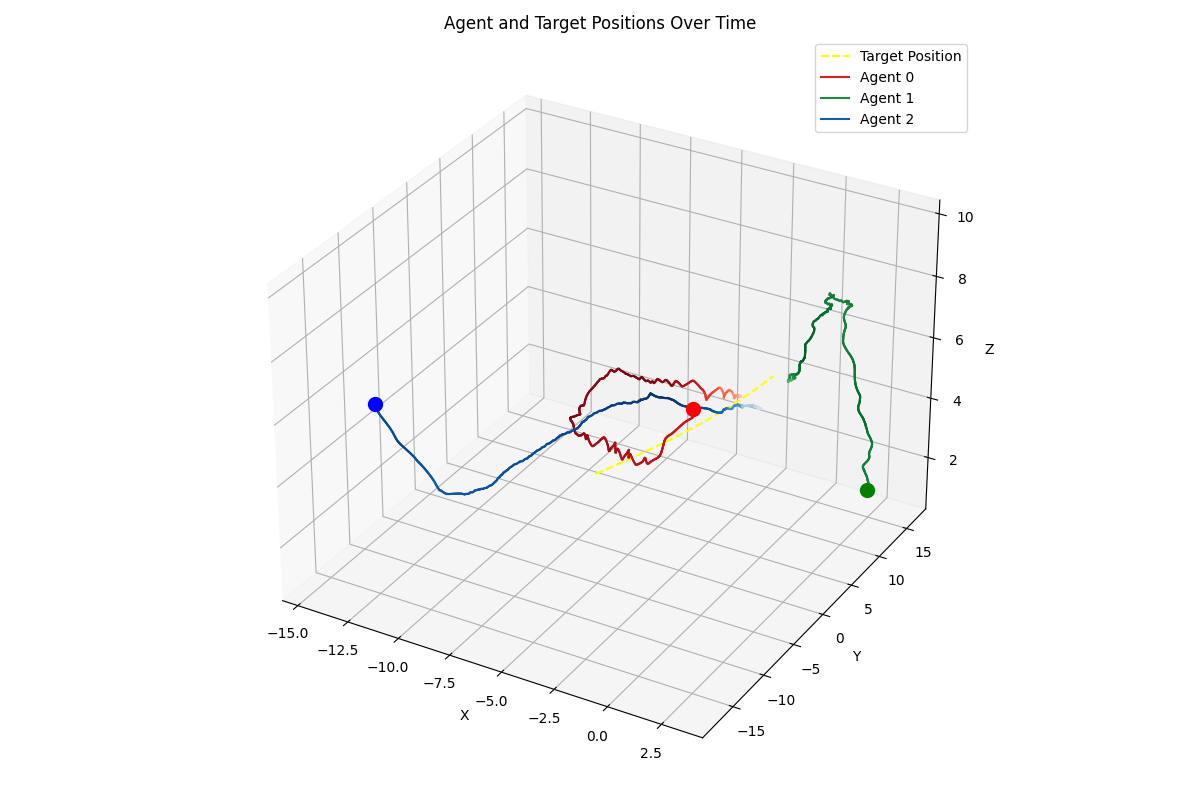 Agent and Target Positions Over Time
Target Position
Agent 0
Agent 1
Agent 2
10
8
6
4
2
Z
15
10
5
0
−5
−10
−15
Y
−15.0
−12.5
−10.0
−7.5
−5.0
−2.5
0.0
2.5
X